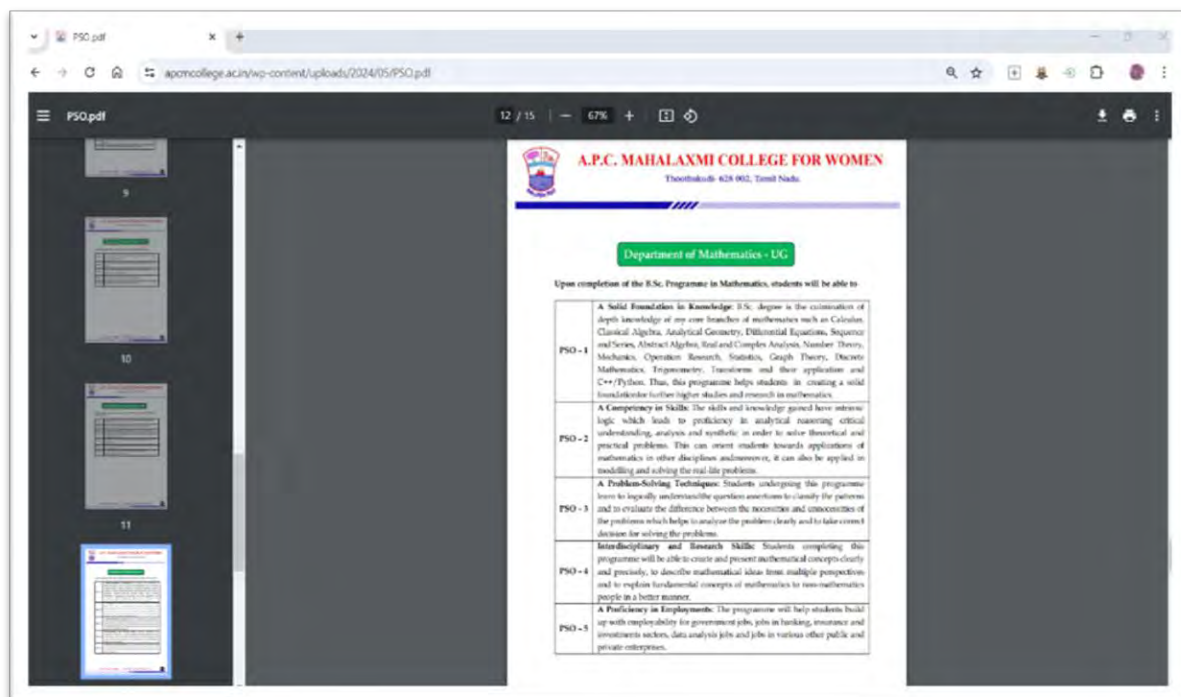 PSO.pdf
apcmcollege.ac.in/wp-content/uploads/2024/05/PSO.pdf
PSO.pdf
12 / 15
67%
9
10
11
A.P.C. MAHALAXMI COLLEGE FOR WOMEN
Thoothukudi- 628 002, Tamil Nadu.
Department of Mathematics - UG
Upon completion of the B.Sc. Programme in Mathematics, students will be able to
PSO – 1
A Solid Foundation in Knowledge: B.Sc. degree is the culmination of
depth knowledge of my core branches of mathematics such as Calculus,
Classical Algebra, Analytical Geometry, Differential Equations, Sequence
and Series, Abstract Algebra, Real and Complex Analysis, Number Theory,
Mechanics, Operation Research, Statistics, Graph Theory, Discrete
Mathematics, Trigonometry, Transforms and their application and
C++/Python. Thus, this programme helps students in creating a solid
foundationfor further higher studies and research in mathematics.
PSO – 2
A Competency in Skills: The skills and knowledge gained have intrinsic
logic which leads to proficiency in analytical reasoning critical
understanding, analysis and synthetic in order to solve theoretical and
practical problems. This can orient students towards applications of
mathematics in other disciplines andmoreover, it can also be applied in
modelling and solving the real-life problems.
PSO – 3
A Problem-Solving Techniques: Students undergoing this programme
learn to logically understandthe question assertions to classify the patterns
and to evaluate the difference between the necessities and unnecessities of
the problems which helps to analyze the problem clearly and to take correct
decision for solving the problems.
PSO – 4
Interdisciplinary and Research Skills: Students completing this
programme will be able to create and present mathematical concepts clearly
and precisely, to describe mathematical ideas from multiple perspectives
and to explain fundamental concepts of mathematics to non-mathematics
people in a better manner.
PSO – 5
A Proficiency in Employments: The programme will help students build
up with employability for government jobs, jobs in banking, insurance and
investments sectors, data analysis jobs and jobs in various other public and
private enterprises.